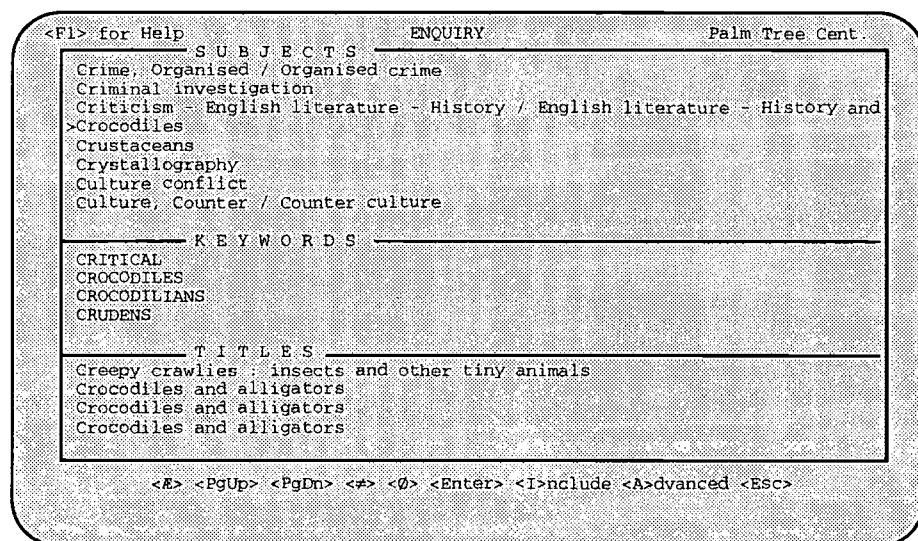 <F1> for Help ENQUIRY Palm Tree Cent.
S U B J E C T S
Crime, Organised / Organised crime
Criminal investigation
Criticism - English literature - History / English literature - History and
>Crocodiles
Crustaceans
Crystallography
Culture conflict
Culture, Counter / Counter culture
K E Y W O R D S
CRITICAL
CROCODILES
CROCODILIANS
CRUDENS
T I T L E S
Creepy crawlies : insects and other tiny animals
Crocodiles and alligators
Crocodiles and alligators
Crocodiles and alligators
<Æ> <PgUp> <PgDn> <≠> <Ø> <Enter> <I>nclude <A>dvanced <Esc>